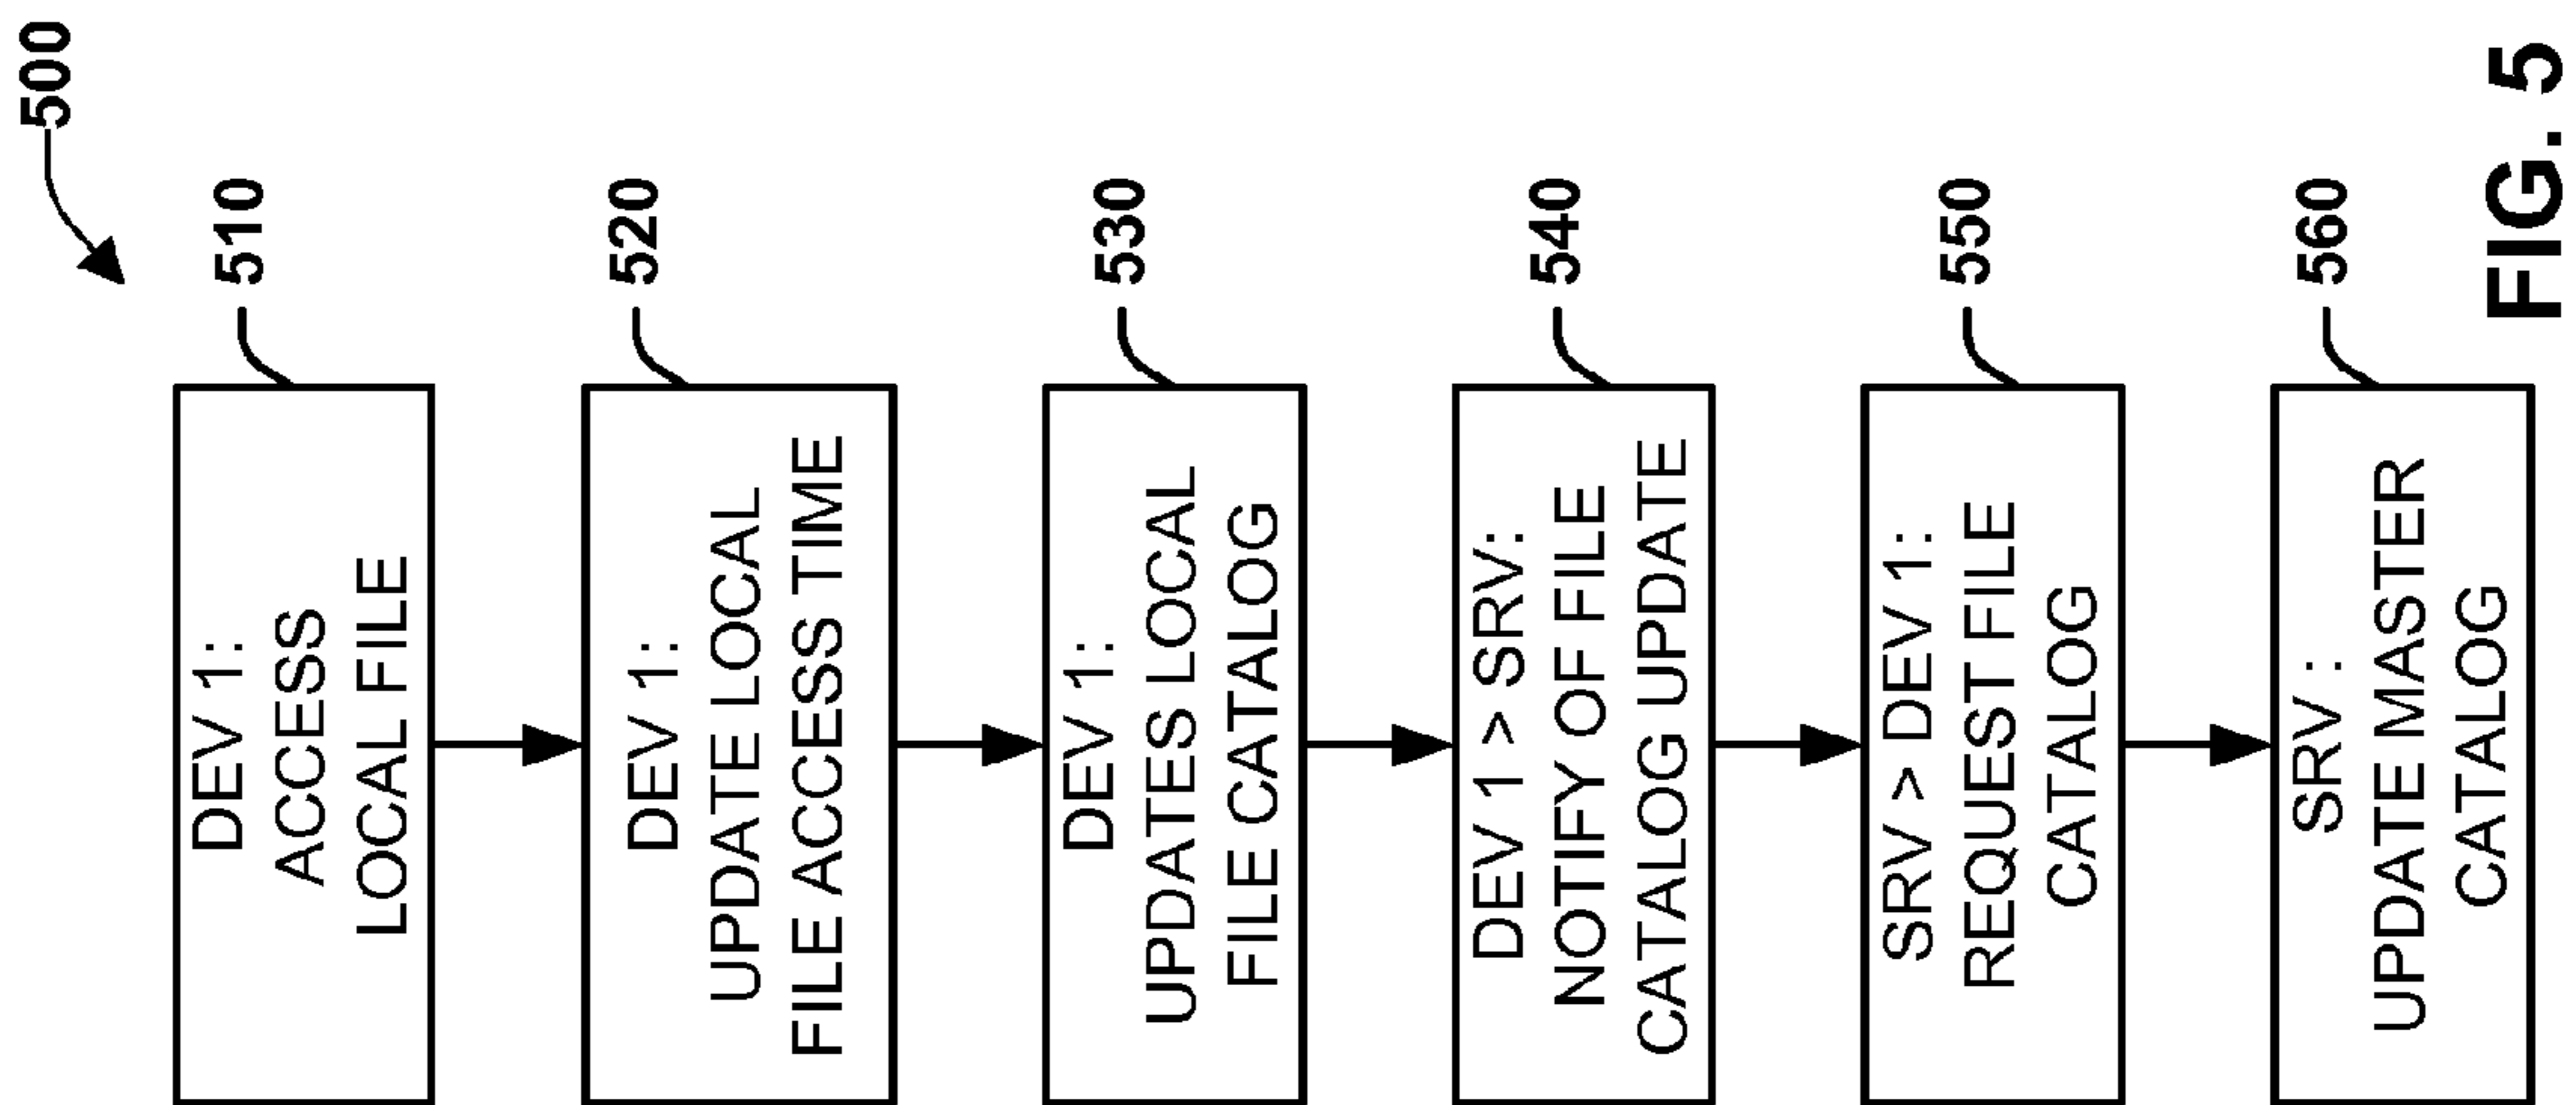 500
510
DEV 1:
ACCESS
LOCAL FILE
520
DEV 1:
UPDATE LOCAL
FILE ACCESS TIME
530
DEV 1:
UPDATES LOCAL
FILE CATALOG
540
DEV 1 > SRV:
NOTIFY OF FILE
CATALOG UPDATE
550
SRV > DEV 1:
REQUEST FILE
CATALOG
560
SRV :
UPDATE MASTER
CATALOG
FIG. 5